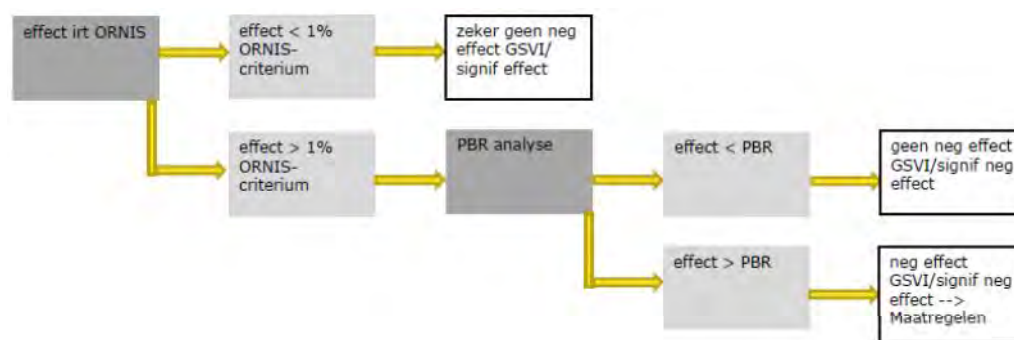 effect irt ORNIS
effect < 1%
ORNIS-
criterium
zeker geen neg
effect GSVI/
signif effect
effect > 1%
ORNIS-
criterium
PBR analyse
effect < PBR
geen neg effect
GSVI/signif neg
effect
effect > PBR
neg effect
GSVI/signif neg
effect -->
Maatregelen